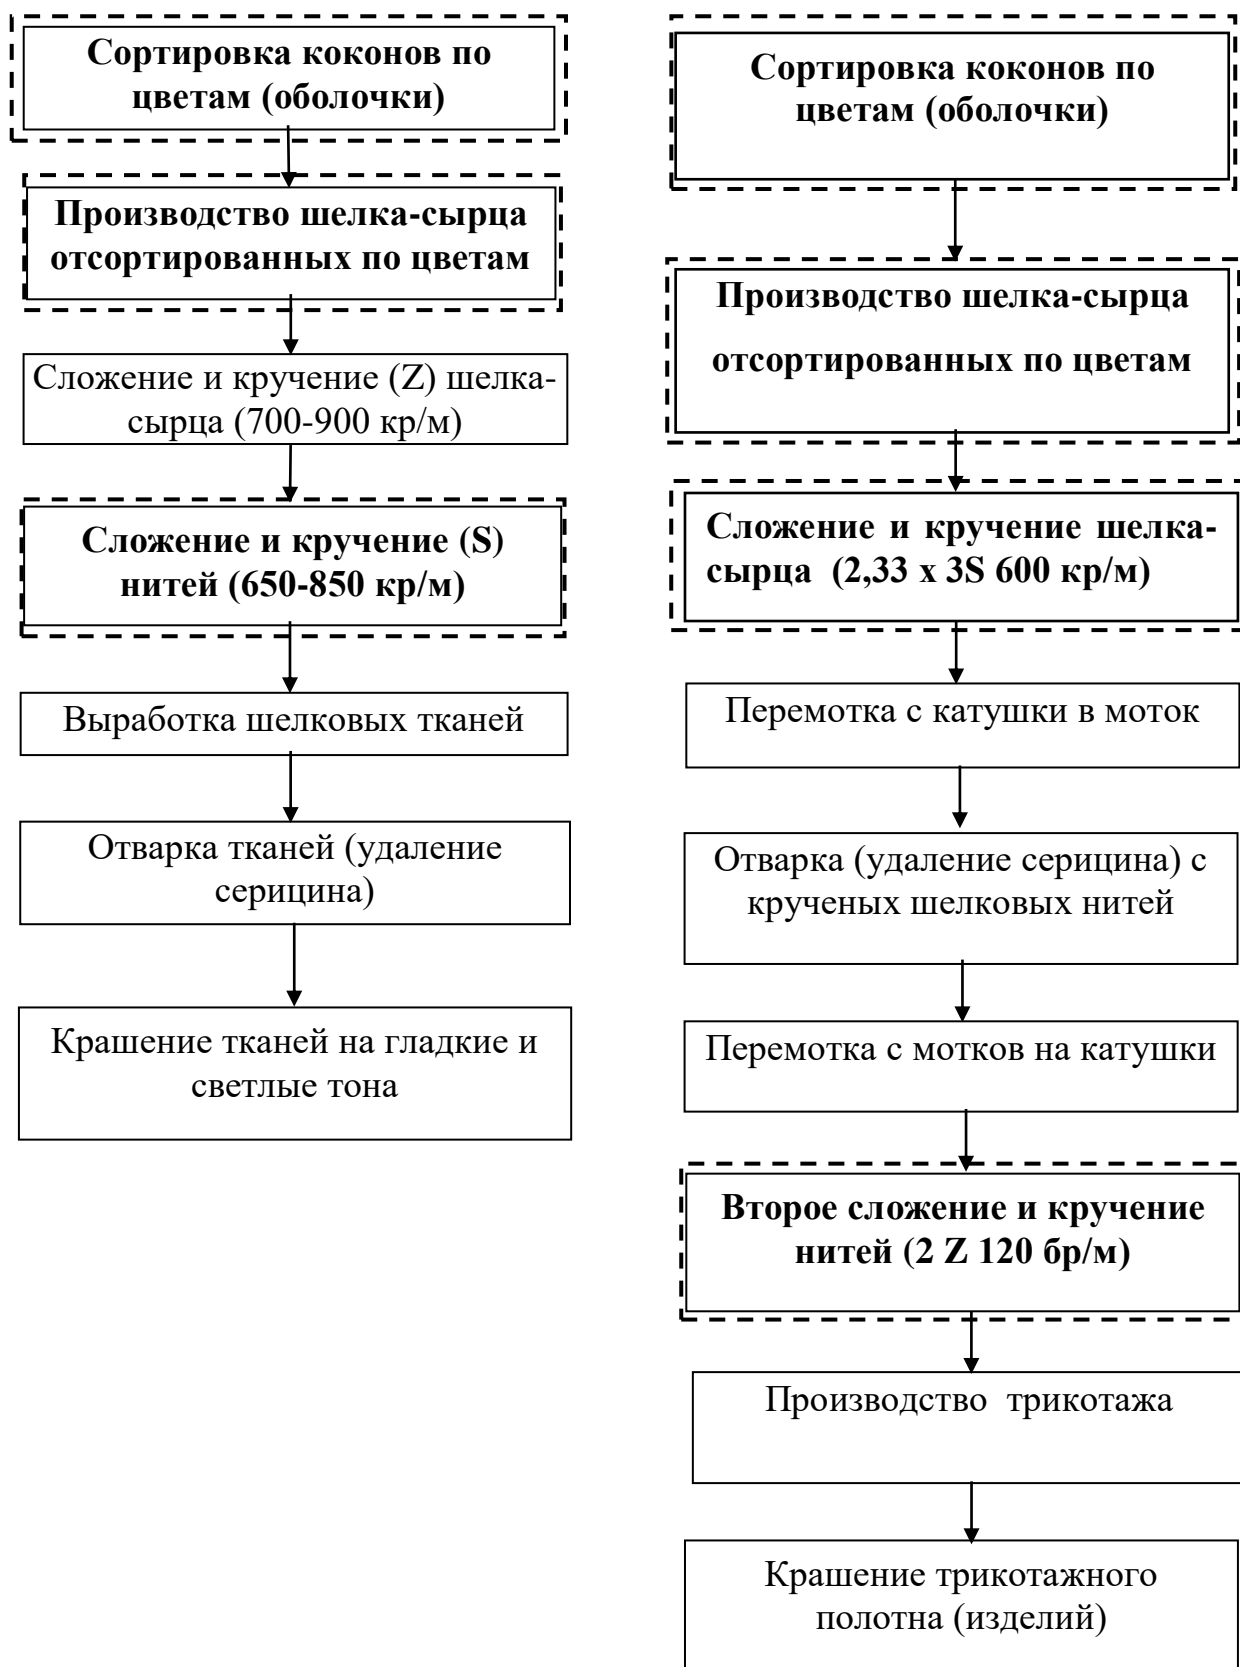 Сортировка коконов по
цветам (оболочки)
Производство шелка-сырца
отсортированных по цветам
Сложение и кручение (Z) шелка-
сырца (700-900 кр/м)
Сложение и кручение (S)
нитей (650-850 кр/м)
Выработка шелковых тканей
Отварка тканей (удаление
серицина)
Крашение тканей на гладкие и
светлые тона
Сортировка коконов по
цветам (оболочки)
Производство шелка-сырца
отсортированных по цветам
Сложение и кручение шелка-
сырца (2,33 х 3S 600 кр/м)
Перемотка с катушки в моток
Отварка (удаление серицина) с
крученых шелковых нитей
Перемотка с мотков на катушки
Второе сложение и кручение
нитей (2 Z 120 бр/м)
Производство трикотажа
Крашение трикотажного
полотна (изделий)